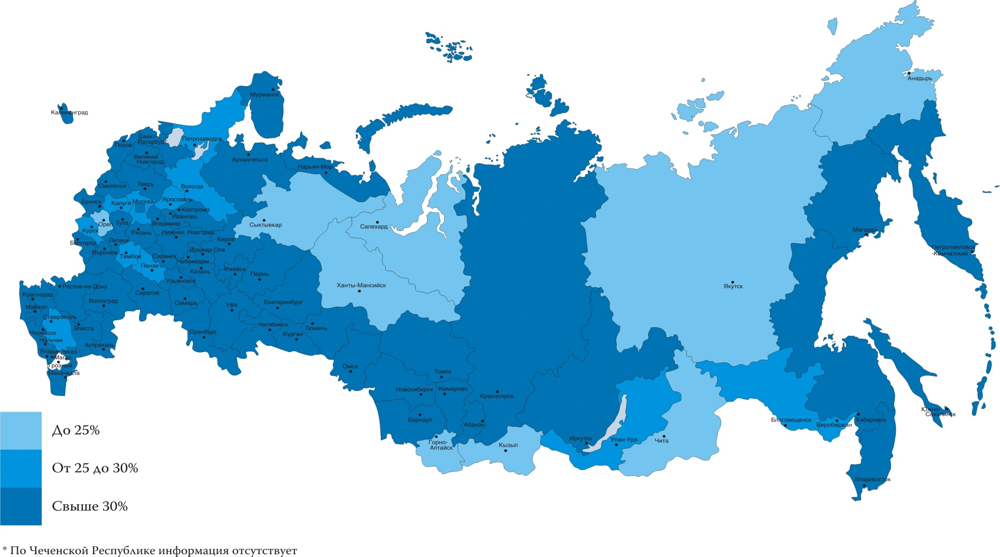 Анадырь
Мурманск
Калининград
Санкт-
Петербург
Петрозаводск
Псков
Великий
Новгород
Архангельск
Нарьян-Мар
Смоленск
Тверь
Вологда
Брянск
Калуга
Москва
Ярославль
Кострома
Иваново
Орел
Тула
Владимир
Сыктывкар
Салехард
Курск
Рязань
Нижний Новгород
Магадан
Белгород
Липецк
Киров
Воронеж
Тамбов
Саранск
Йошкар-Ола
Чебоксары
Петропавловск
-Камчатский
Пенза
Казань
Ижевск
Пермь
Ульяновск
Ханты-Мансийск
Якутск
Ростов-на-Дону
Краснодар
Саратов
Волгоград
Самара
Уфа
Екатеринбург
Майкоп
Ставрополь
Элиста
Черкесск
Оренбург
Челябинск
Тюмень
Курган
Нальчик
Астрахань
Владикавказ
Магас
Грозный
Махачкала
Омск
Томск
Новосибирск
Кемерово
Красноярск
Барнаул
Абакан
Горно-
Алтайск
Кызыл
Иркутск
Улан-Удэ
Чита
Благовещенск
Биробиджан
Хабаровск
Южно-
Сахалинск
Владивосток
До 25%
От 25 до 30%
Свыше 30%
* По Чеченской Республике информация отсутствует